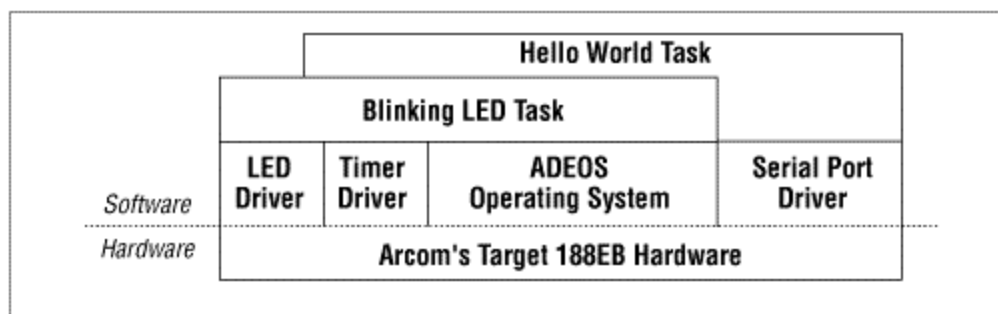 Hello World Task
Blinking LED Task
LED
Driver
Timer
Driver
ADEOS
Operating System
Serial Port
Driver
Software
Hardware
Arcom's Target 188EB Hardware